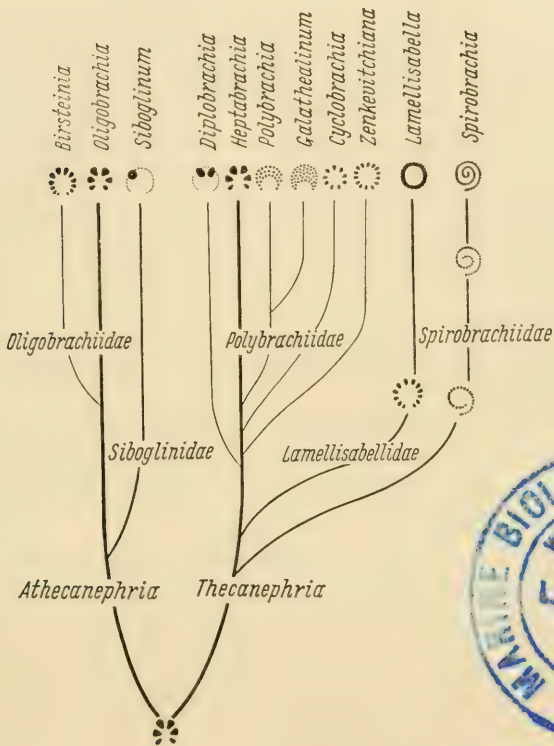 Birsteinia
Oligobrachia
Siboglinum
Diplobrachia
Heptabrachia
Polybrachia
Galathealinum
Cyclobrachia
Zenkevitchiana
Lamellisabella
Spirobrachia
Oligobrachiidae
Polybrachiidae
Spirobrachiidae
Siboglinidae
Lamellisabellidae
Athecanephria
Thecanephria
MARINE